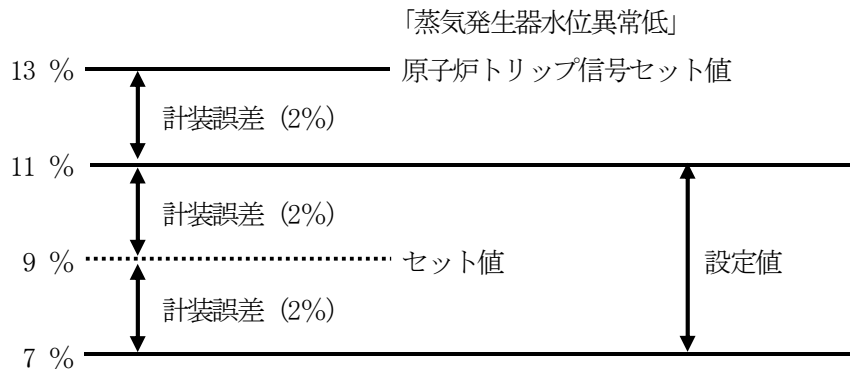 「蒸気発生器水位異常低」
13 % 原子炉トリップ信号セット値
計装誤差 (2%)
11 %
計装誤差 (2%)
9 % セット値 設定値
計装誤差 (2%)
7 %